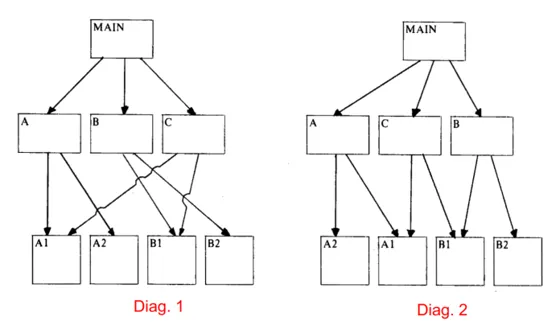 MAIN
A B C
A1 A2 B1 B2
Diag. 1
MAIN
A C B
A2 A1 B1 B2
Diag. 2